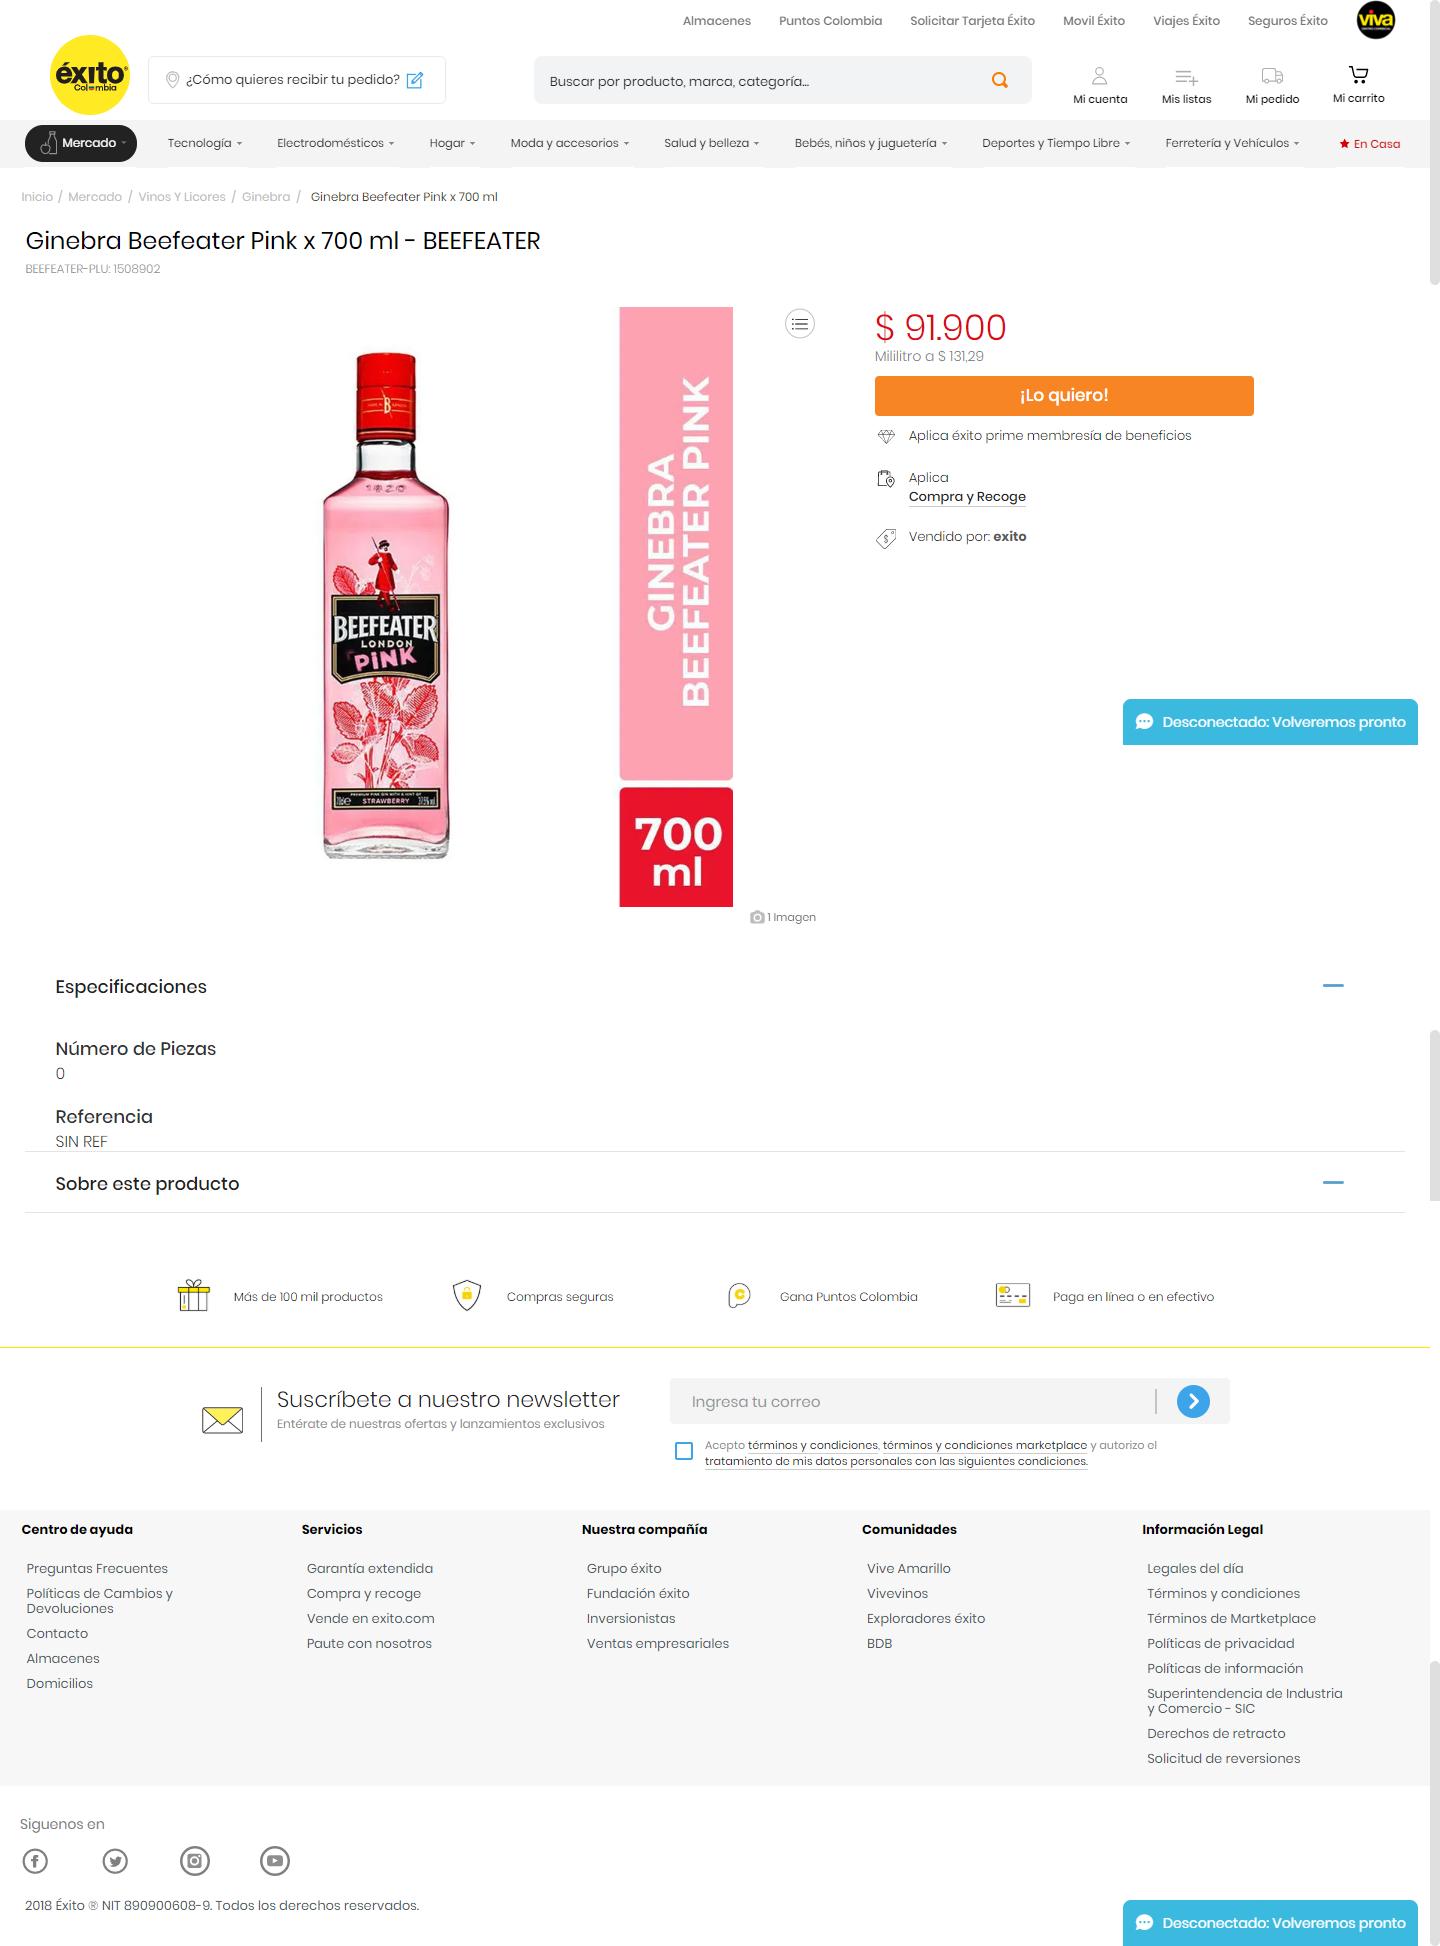 Almacenes
Puntos Colombia
Solicitar Tarjeta Éxito
Movil Éxito
Viajes Éxito
Seguros Éxito
viva
éxito
Colombia
¿Cómo quieres recibir tu pedido?
Buscar por producto, marca, categoría...
Mi cuenta
Mis listas
Mi pedido
Mi carrito
Mercado
Tecnología
Electrodomésticos
Hogar
Moda y accesorios
Salud y belleza
Bebés, niños y juguetería
Deportes y Tiempo Libre
Ferretería y Vehículos
En Casa
Inicio / Mercado / Vinos Y Licores / Ginebra / Ginebra Beefeater Pink x 700 ml
Ginebra Beefeater Pink x 700 ml - BEEFEATER
BEEFEATER-PLU: 1508902
B
1820
BEEFEATER
LONDON
PINK
PREMIUM PINK GIN WITH A HINT OF
STRAWBERRY
GINEBRA
BEEFEATER PINK
700
ml
1 Imagen
$ 91.900
Mililitro a $ 131,29
¡Lo quiero!
Aplica éxito prime membresía de beneficios
Aplica
Compra y Recoge
Vendido por: exito
Desconectado: Volveremos pronto
Especificaciones
Número de Piezas
0
Referencia
SIN REF
Sobre este producto
Más de 100 mil productos
Compras seguras
Gana Puntos Colombia
Paga en línea o en efectivo
Suscríbete a nuestro newsletter
Entérate de nuestras ofertas y lanzamientos exclusivos
Ingresa tu correo
Acepto términos y condiciones, términos y condiciones marketplace y autorizo el
tratamiento de mis datos personales con las siguientes condiciones.
Centro de ayuda
Preguntas Frecuentes
Políticas de Cambios y
Devoluciones
Contacto
Almacenes
Domicilios
Servicios
Garantía extendida
Compra y recoge
Vende en exito.com
Paute con nosotros
Nuestra compañía
Grupo éxito
Fundación éxito
Inversionistas
Ventas empresariales
Comunidades
Vive Amarillo
Vivevinos
Exploradores éxito
BDB
Información Legal
Legales del día
Términos y condiciones
Términos de Martketplace
Políticas de privacidad
Políticas de información
Superintendencia de Industria
y Comercio - SIC
Derechos de retracto
Solicitud de reversiones
Siguenos en
2018 Éxito ® NIT 890900608-9. Todos los derechos reservados.
Desconectado: Volveremos pronto